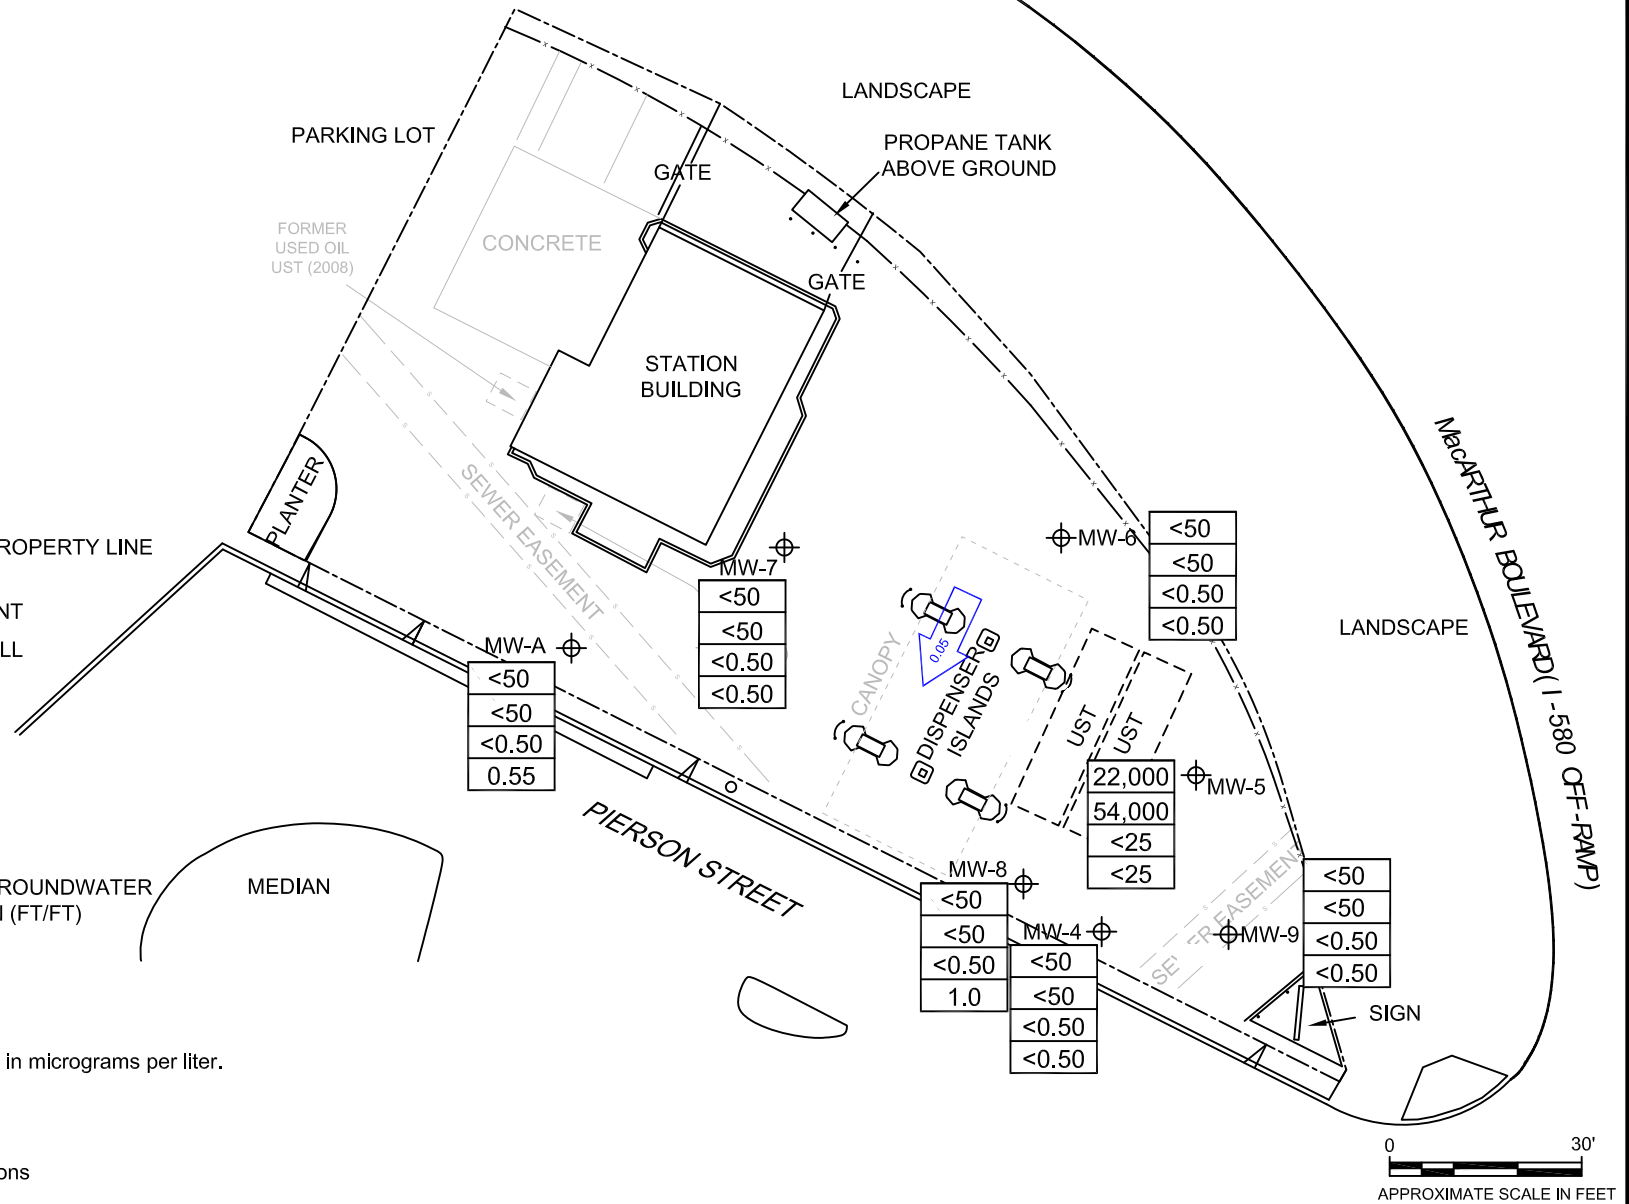 LANDSCAPE
PARKING LOT
PROPANE TANK
ABOVE GROUND
GATE
FORMER
USED OIL
UST (2008)
CONCRETE
GATE
STATION
BUILDING
PLANTER
SEWER EASEMENT
ROPERTY LINE
NT
LL
MW-7
<50
<50
<0.50
<0.50
MW-6
<50
<50
<0.50
<0.50
MacARTHUR BOULEVARD ( I - 580 OFF-RAMP)
LANDSCAPE
MW-A
<50
<50
<0.50
0.55
CANOPY
0.05
DISPENSER
ISLANDS
UST
UST
22,000
54,000
<25
<25
MW-5
PIERSON STREET
MEDIAN
ROUNDWATER
(FT/FT)
MW-8
<50
<50
<0.50
1.0
MW-4
<50
<50
<0.50
<0.50
MW-9
<50
<50
<0.50
<0.50
EASEMENT
SIGN
in micrograms per liter.
ons
0 30'
APPROXIMATE SCALE IN FEET